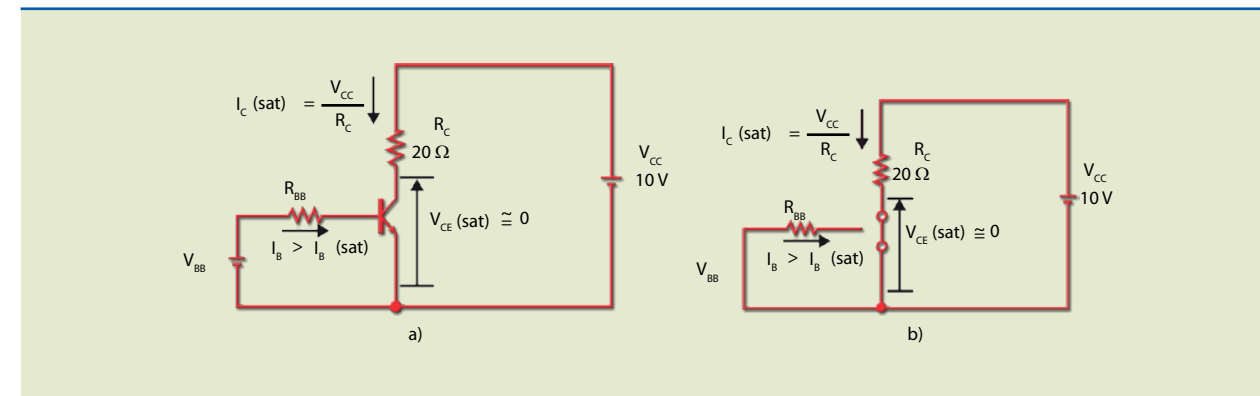 I_C (sat) = V_CC / R_C
R_C
20 Ω
V_CC
10 V
R_BB
V_CE (sat) ≅ 0
I_B > I_B (sat)
V_BB
a)
I_C (sat) = V_CC / R_C
R_C
20 Ω
V_CC
10 V
R_BB
V_CE (sat) ≅ 0
I_B > I_B (sat)
V_BB
b)